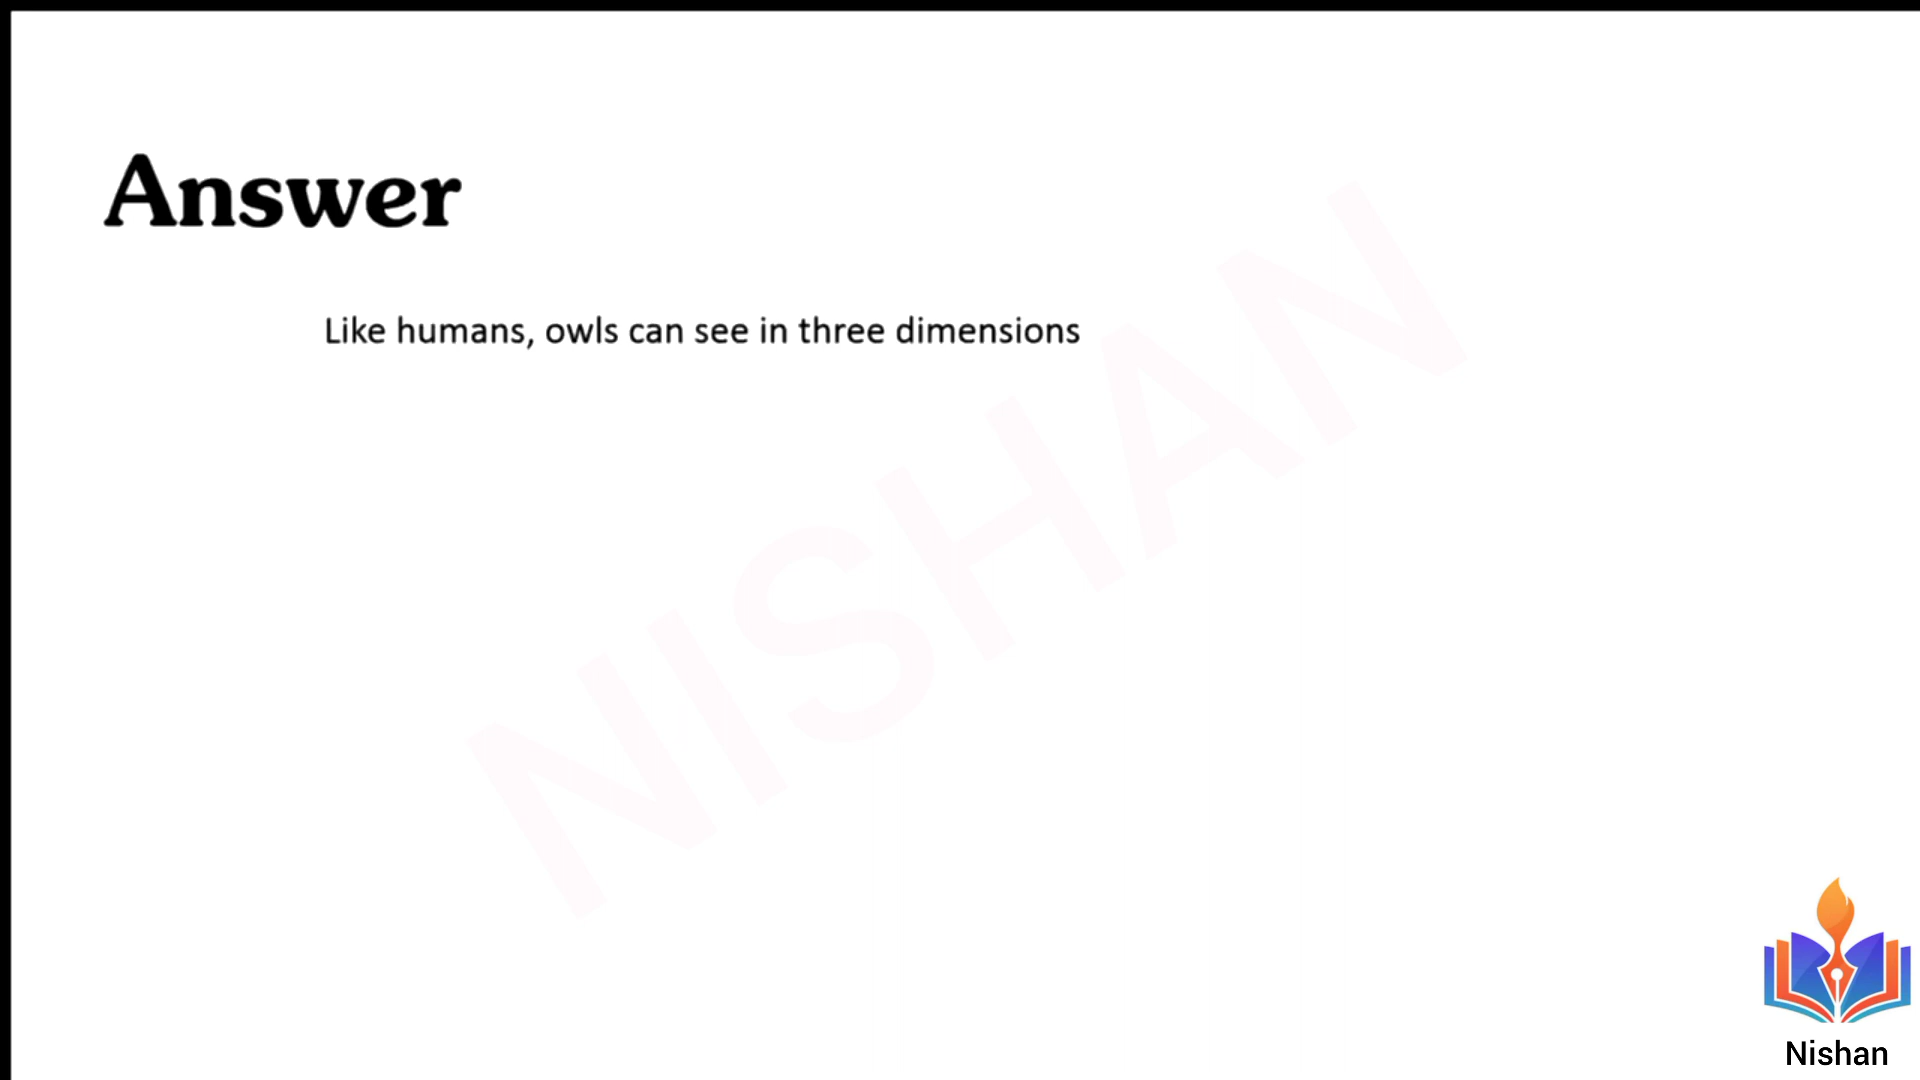 Answer
Like humans, owls can see in three dimensions
NISHAN
Nishan